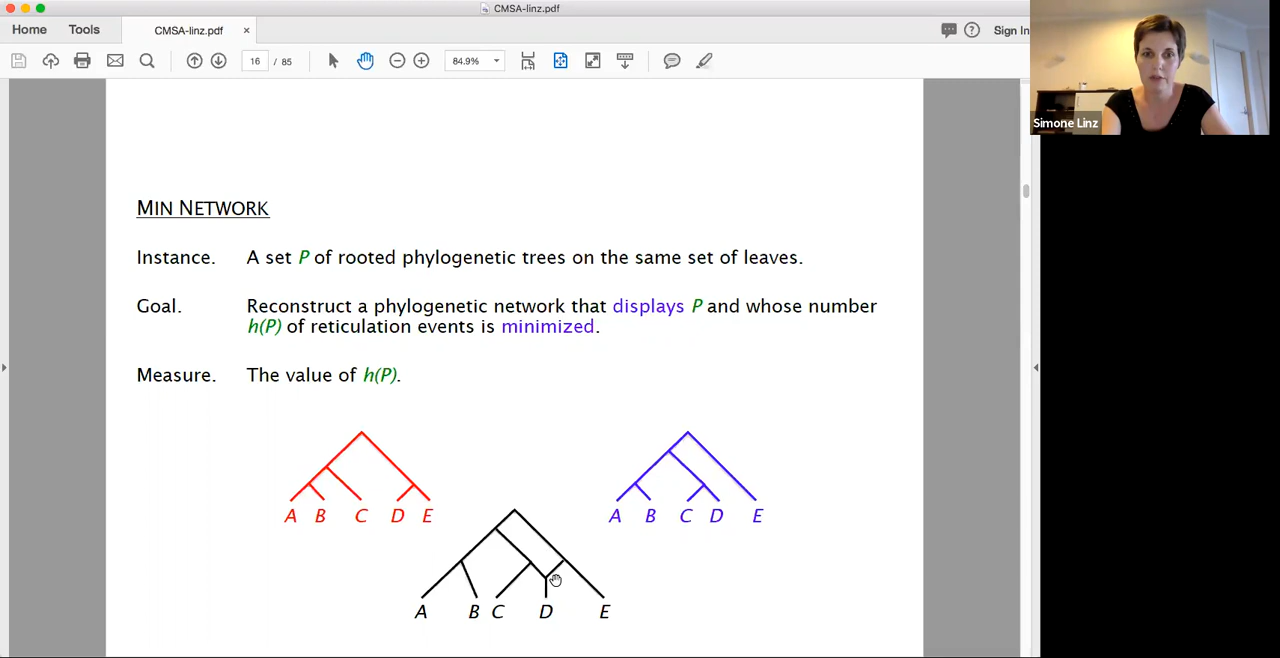 CMSA-linz.pdf
Home Tools CMSA-linz.pdf × Sign In
16 / 85 84.9%
Simone Linz
MIN NETWORK
Instance. A set P of rooted phylogenetic trees on the same set of leaves.
Goal. Reconstruct a phylogenetic network that displays P and whose number
h(P) of reticulation events is minimized.
Measure. The value of h(P).
A B C D E
A B C D E
A B C D E